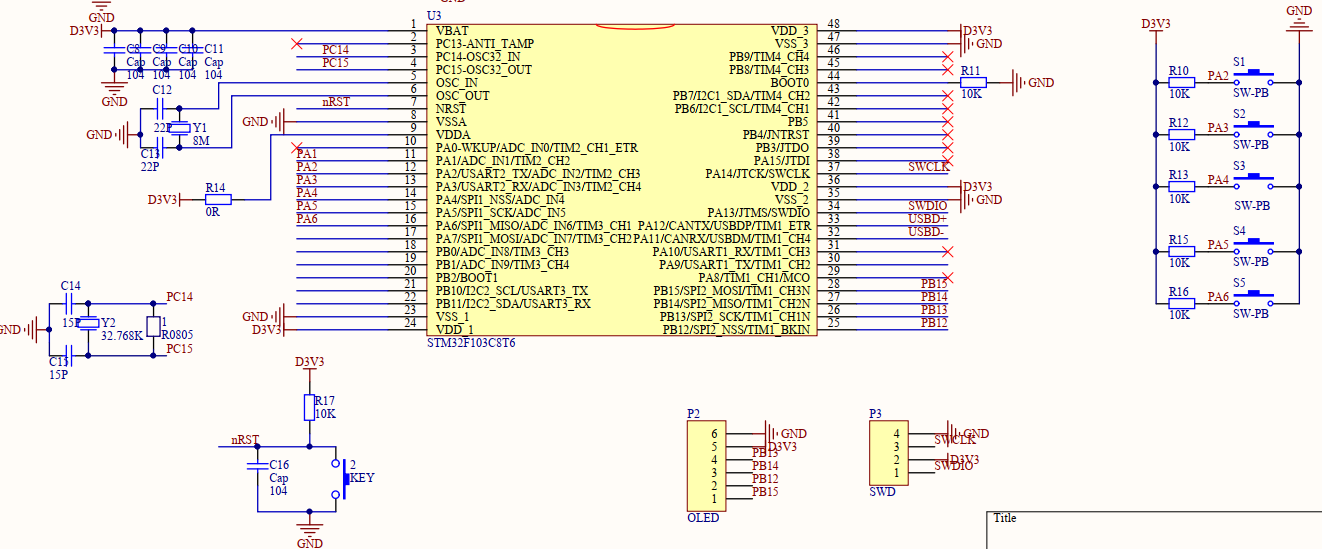 GND
D3V3
C8 C9 C10 C11
Cap Cap Cap Cap
104 104 104 104
GND
C12
22P
GND
Y1
8M
C13
22P
D3V3
R14
0R
PC14
PC15
nRST
GND
PA1
PA2
PA3
PA4
PA5
PA6
GND
D3V3
U3
1 VBAT
2 PC13-ANTI_TAMP
3 PC14-OSC32_IN
4 PC15-OSC32_OUT
5 OSC_IN
6 OSC_OUT
7 NRST
8 VSSA
9 VDDA
10 PA0-WKUP/ADC_IN0/TIM2_CH1_ETR
11 PA1/ADC_IN1/TIM2_CH2
12 PA2/USART2_TX/ADC_IN2/TIM2_CH3
13 PA3/USART2_RX/ADC_IN3/TIM2_CH4
14 PA4/SPI1_NSS/ADC_IN4
15 PA5/SPI1_SCK/ADC_IN5
16 PA6/SPI1_MISO/ADC_IN6/TIM3_CH1
17 PA7/SPI1_MOSI/ADC_IN7/TIM3_CH2
18 PB0/ADC_IN8/TIM3_CH3
19 PB1/ADC_IN9/TIM3_CH4
20 PB2/BOOT1
21 PB10/I2C2_SCL/USART3_TX
22 PB11/I2C2_SDA/USART3_RX
23 VSS_1
24 VDD_1
STM32F103C8T6
VDD_3 48
VSS_3 47
PB9/TIM4_CH4 46
PB8/TIM4_CH3 45
BOOT0 44
PB7/I2C1_SDA/TIM4_CH2 43
PB6/I2C1_SCL/TIM4_CH1 42
PB5 41
PB4/JNTRST 40
PB3/JTDO 39
PA15/JTDI 38
PA14/JTCK/SWCLK 37
VDD_2 36
VSS_2 35
PA13/JTMS/SWDIO 34
PA12/CANTX/USBDP/TIM1_ETR 33
PA11/CANRX/USBDM/TIM1_CH4 32
PA10/USART1_RX/TIM1_CH3 31
PA9/USART1_TX/TIM1_CH2 30
PA8/TIM1_CH1/MCO 29
PB15/SPI2_MOSI/TIM1_CH3N 28
PB14/SPI2_MISO/TIM1_CH2N 27
PB13/SPI2_SCK/TIM1_CH1N 26
PB12/SPI2_NSS/TIM1_BKIN 25
D3V3
GND
R11
10K
GND
SWCLK
D3V3
GND
SWDIO
USBD+
USBD-
PB15
PB14
PB13
PB12
D3V3
GND
R10 PA2 S1
10K SW-PB
R12 PA3 S2
10K SW-PB
R13 PA4 S3
10K SW-PB
R15 PA5 S4
10K SW-PB
R16 PA6 S5
10K SW-PB
C14
15P
GND
Y2
32.768K
C15
15P
PC14
1
R0805
PC15
D3V3
R17
10K
nRST
C16
Cap
104
2
KEY
GND
P2
6 GND
5 D3V3
4 PB13
3 PB14
2 PB12
1 PB15
OLED
P3
4 GND
3 SWCLK
2 D3V3
1 SWDIO
SWD
Title